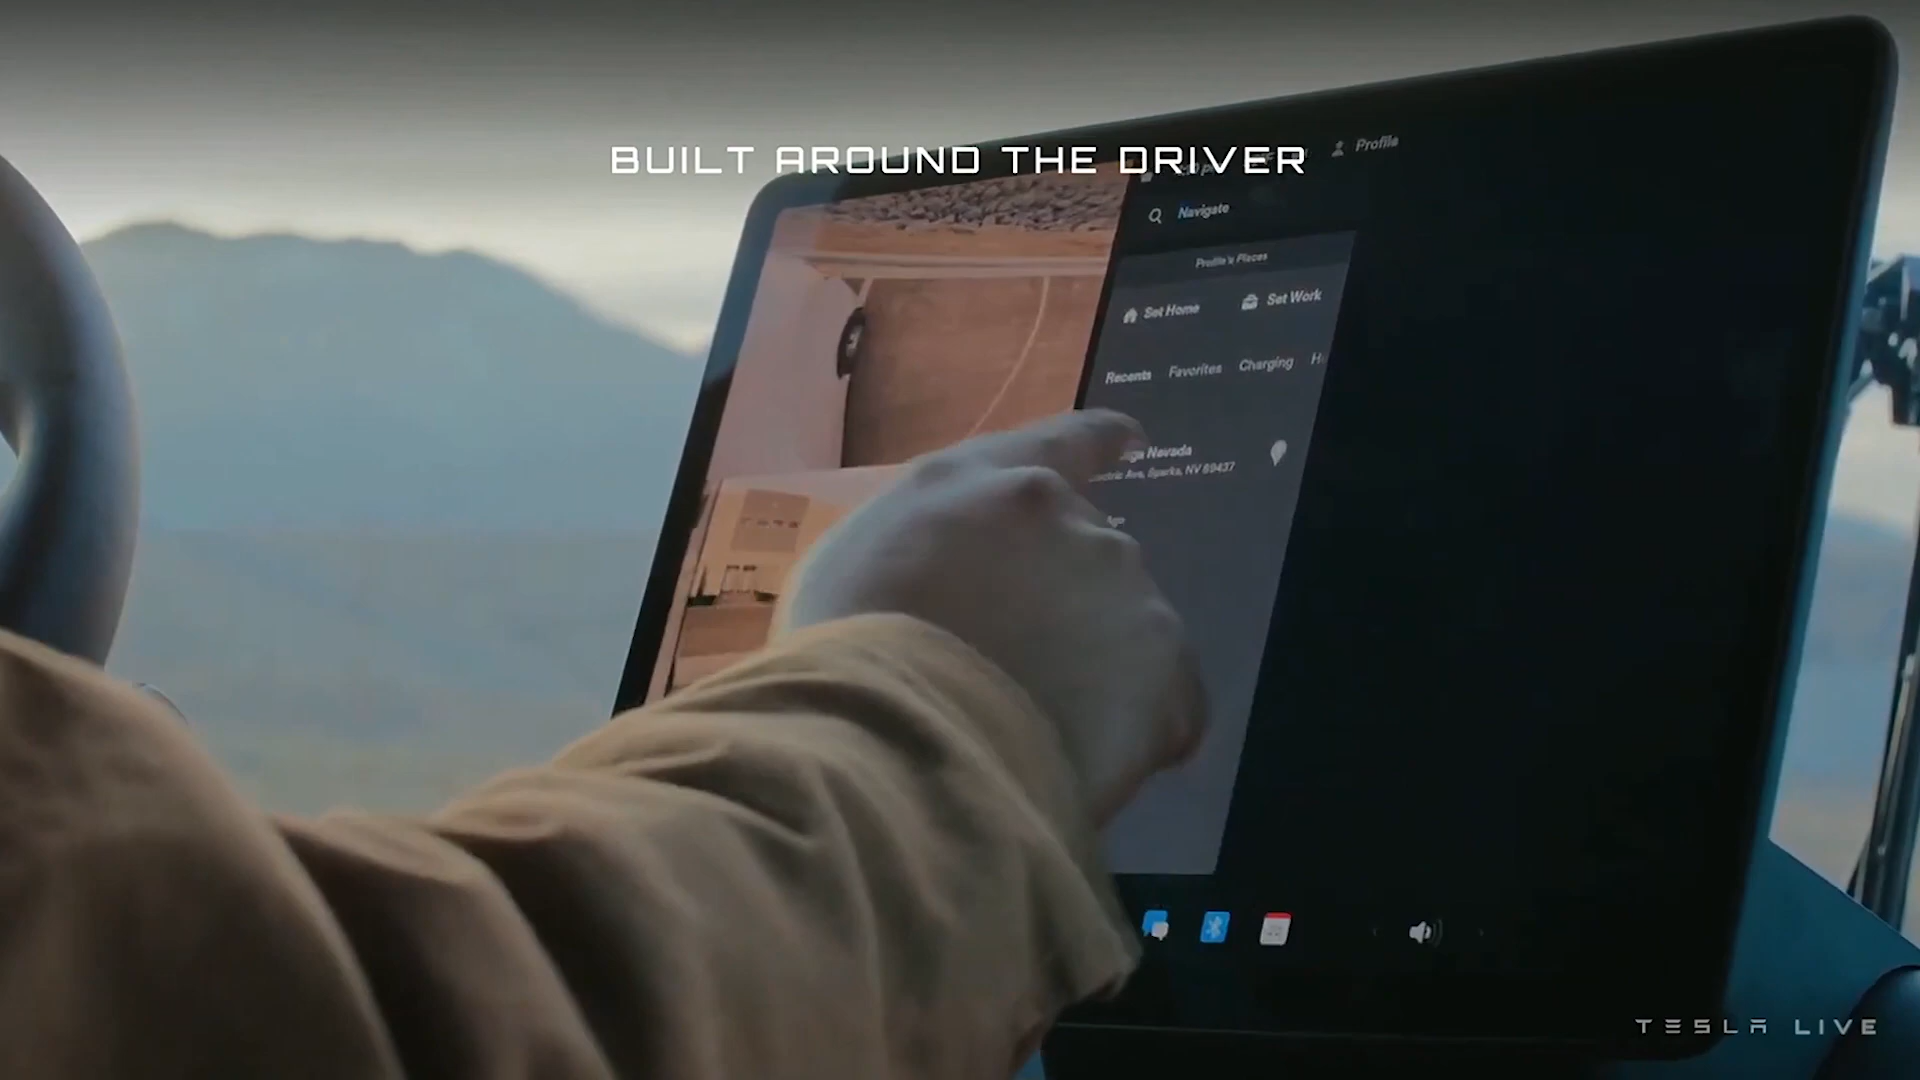 BUILT AROUND THE DRIVER
Profile
Navigate
Profile's Places
Set Home
Set Work
Recents Favorites Charging
Nevada
Ave, Sparks, NV 89437
TESLA LIVE